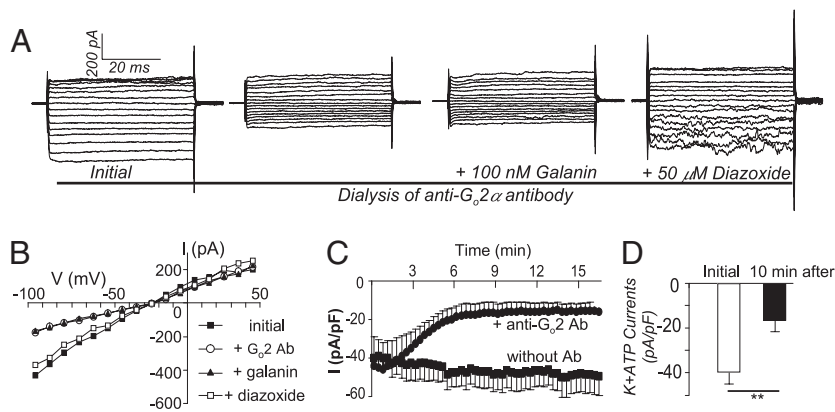 A
200 pA
20 ms
Initial
+ 100 nM Galanin
+ 50 μM Diazoxide
Dialysis of anti-Go2α antibody
B
I (pA)
V (mV)
-100
-50
50
200
-200
-400
-600
initial
+ Go2 Ab
+ galanin
+ diazoxide
C
Time (min)
3 6 9 12 15
0
-20
-40
-60
I (pA/pF)
+ anti-Go2 Ab
without Ab
D
Initial 10 min after
0
-20
-40
K+ATP Currents
(pA/pF)
**